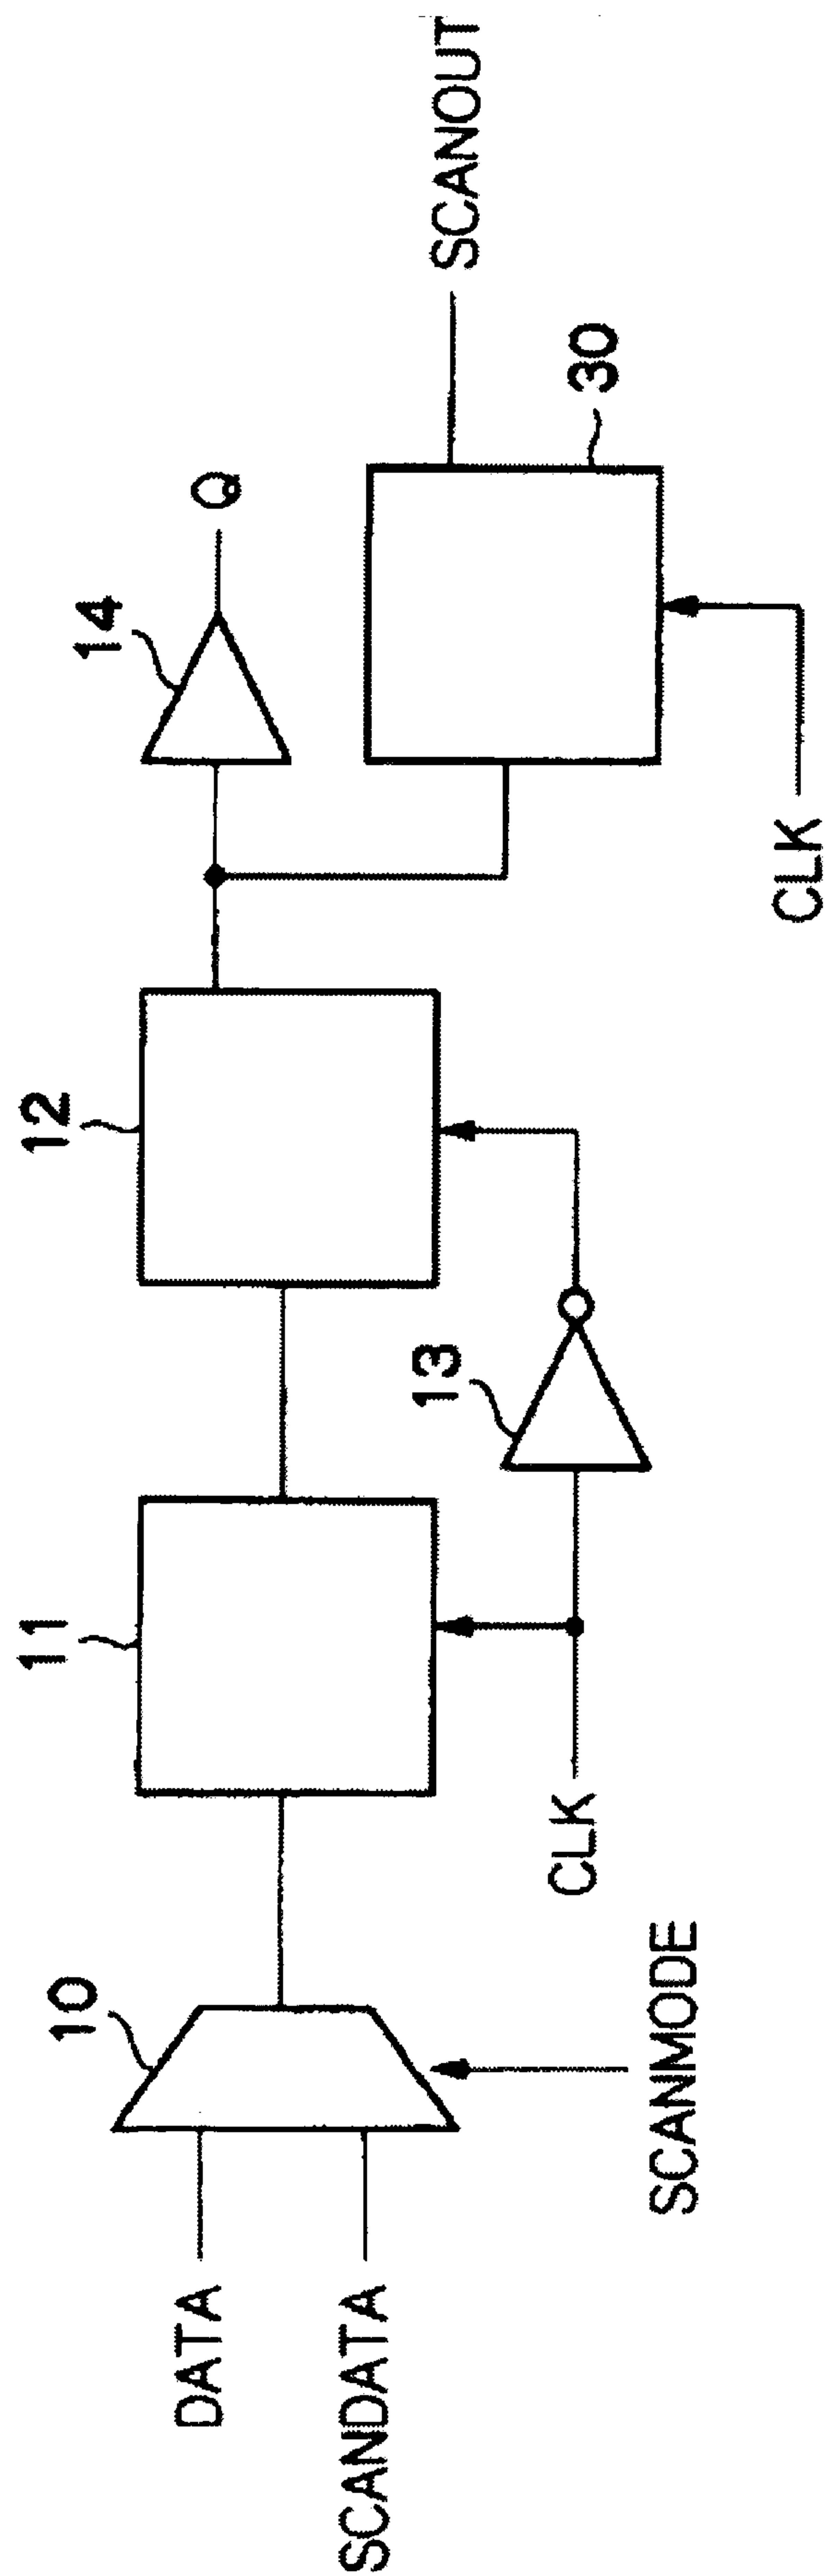 DATA
SCANDATA
10
SCANMODE
11
CLK
13
12
14
Q
CLK
30
SCANOUT